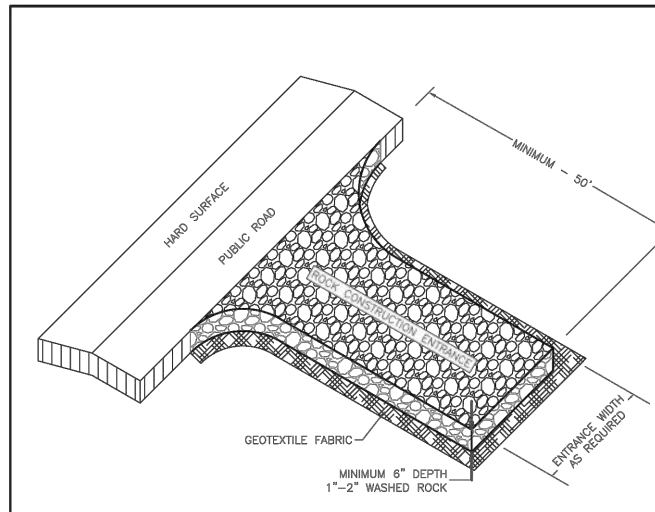 HARD SURFACE
PUBLIC ROAD
MINIMUM - 50'
ROCK CONSTRUCTION ENTRANCE
GEOTEXTILE FABRIC
MINIMUM 6" DEPTH
1"-2" WASHED ROCK
ENTRANCE WIDTH
AS REQUIRED